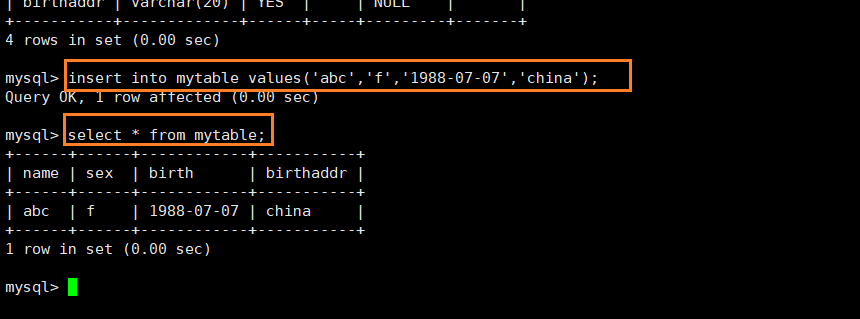 | birthaddr | varchar(20) | YES  |     | NULL    |       |
+-----------+-------------+------+-----+---------+-------+
4 rows in set (0.00 sec)
mysql> insert into mytable values('abc','f','1988-07-07','china');
Query OK, 1 row affected (0.00 sec)
mysql> select * from mytable;
+------+------+------------+-----------+
| name | sex  | birth      | birthaddr |
+------+------+------------+-----------+
| abc  | f    | 1988-07-07 | china     |
+------+------+------------+-----------+
1 row in set (0.00 sec)
mysql>